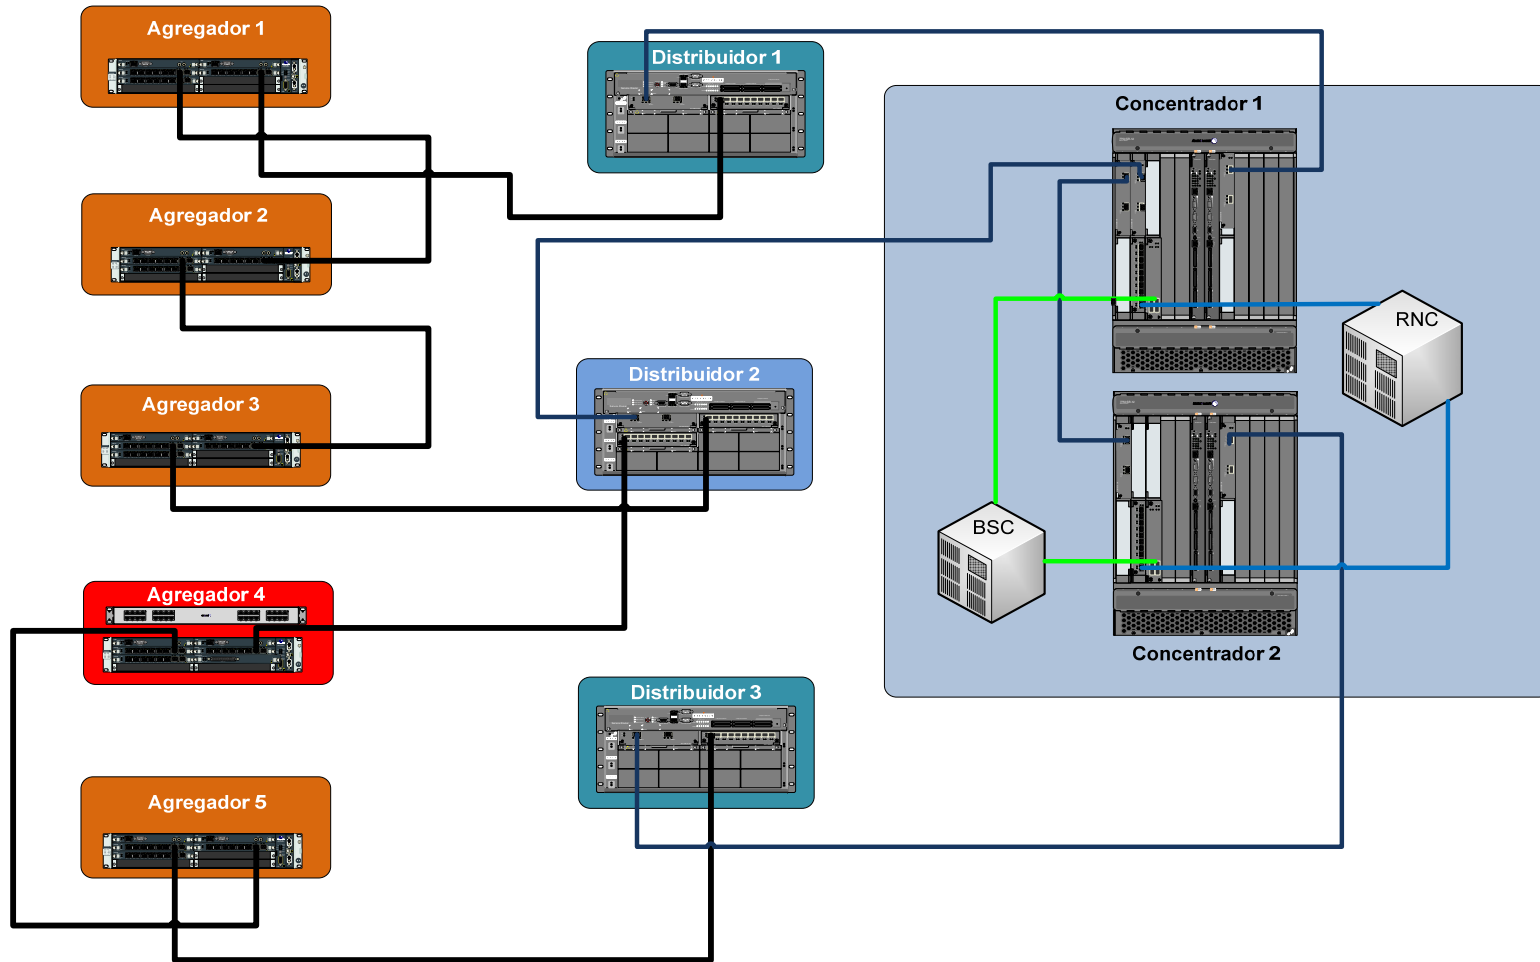 Agregador 1
Distribuidor 1
Concentrador 1
Agregador 2
RNC
Distribuidor 2
Agregador 3
BSC
Agregador 4
Concentrador 2
Distribuidor 3
Agregador 5